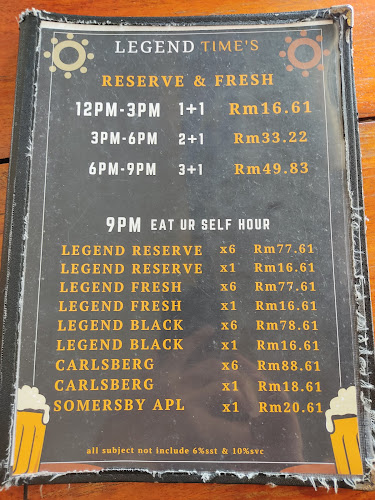 LEGEND TIME'S
RESERVE & FRESH
12PM-3PM 1+1 Rm16.61
3PM-6PM 2+1 Rm33.22
6PM-9PM 3+1 Rm49.83
9PM EAT UR SELF HOUR
LEGEND RESERVE x6 Rm77.61
LEGEND RESERVE x1 Rm16.61
LEGEND FRESH x6 Rm77.61
LEGEND FRESH x1 Rm16.61
LEGEND BLACK x6 Rm78.61
LEGEND BLACK x1 Rm16.61
CARLSBERG x6 Rm88.61
CARLSBERG x1 Rm18.61
SOMERSBY APL x1 Rm20.61
all subject not include 6%sst & 10%svc